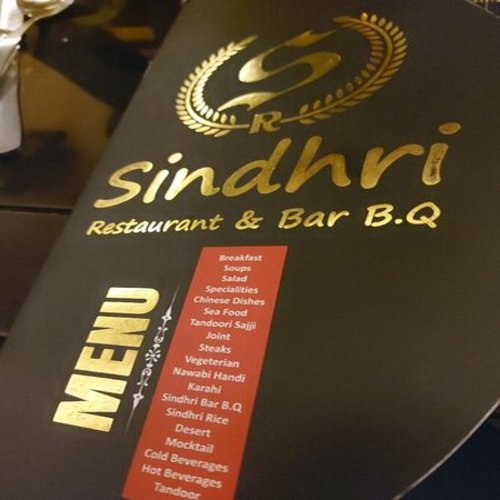 S
R
Sindhri
Restaurant & Bar B.Q
MENU
Breakfast
Soups
Salad
Specialities
Chinese Dishes
Sea Food
Tandoori Sajji
Joint
Steaks
Vegeterian
Nawabi Handi
Karahi
Sindhri Bar B.Q
Sindhri Rice
Desert
Mocktail
Cold Beverages
Hot Beverages
Tandoor